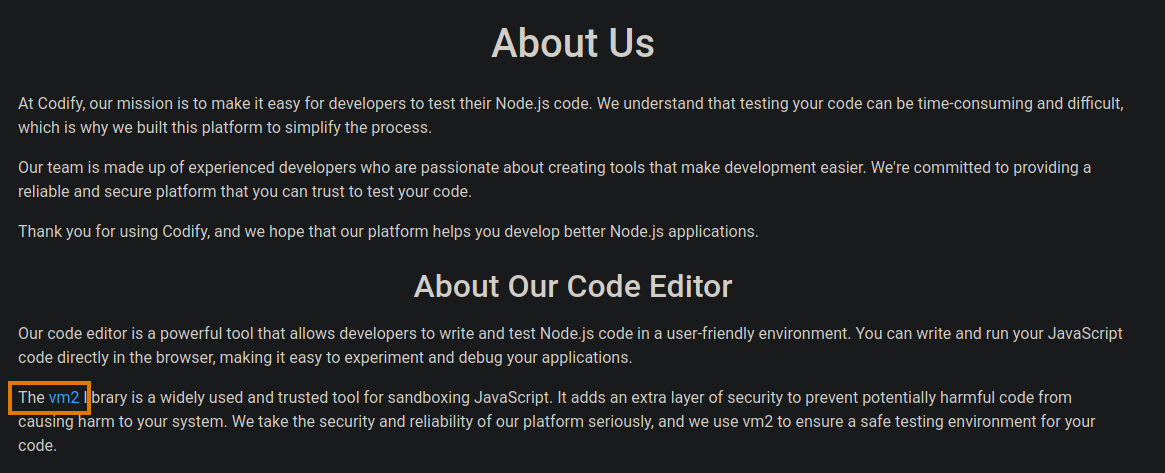 About Us
At Codify, our mission is to make it easy for developers to test their Node.js code. We understand that testing your code can be time-consuming and difficult,
which is why we built this platform to simplify the process.
Our team is made up of experienced developers who are passionate about creating tools that make development easier. We're committed to providing a
reliable and secure platform that you can trust to test your code.
Thank you for using Codify, and we hope that our platform helps you develop better Node.js applications.
About Our Code Editor
Our code editor is a powerful tool that allows developers to write and test Node.js code in a user-friendly environment. You can write and run your JavaScript
code directly in the browser, making it easy to experiment and debug your applications.
The vm2 library is a widely used and trusted tool for sandboxing JavaScript. It adds an extra layer of security to prevent potentially harmful code from
causing harm to your system. We take the security and reliability of our platform seriously, and we use vm2 to ensure a safe testing environment for your
code.